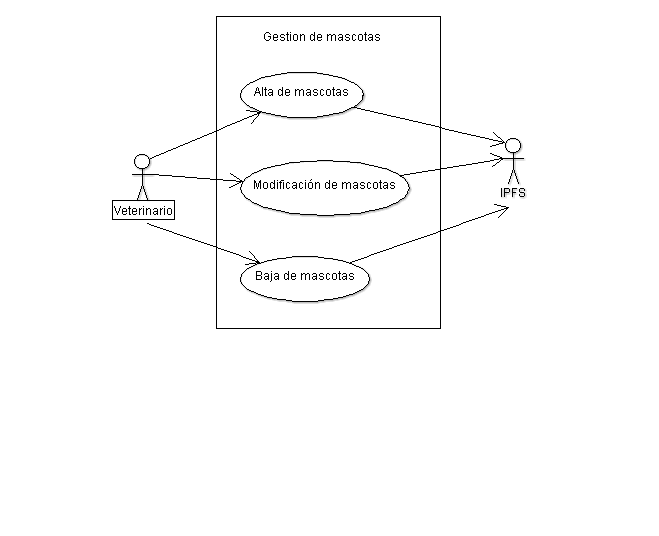 Gestion de mascotas
Alta de mascotas
Modificación de mascotas
IPFS
Veterinario
Baja de mascotas